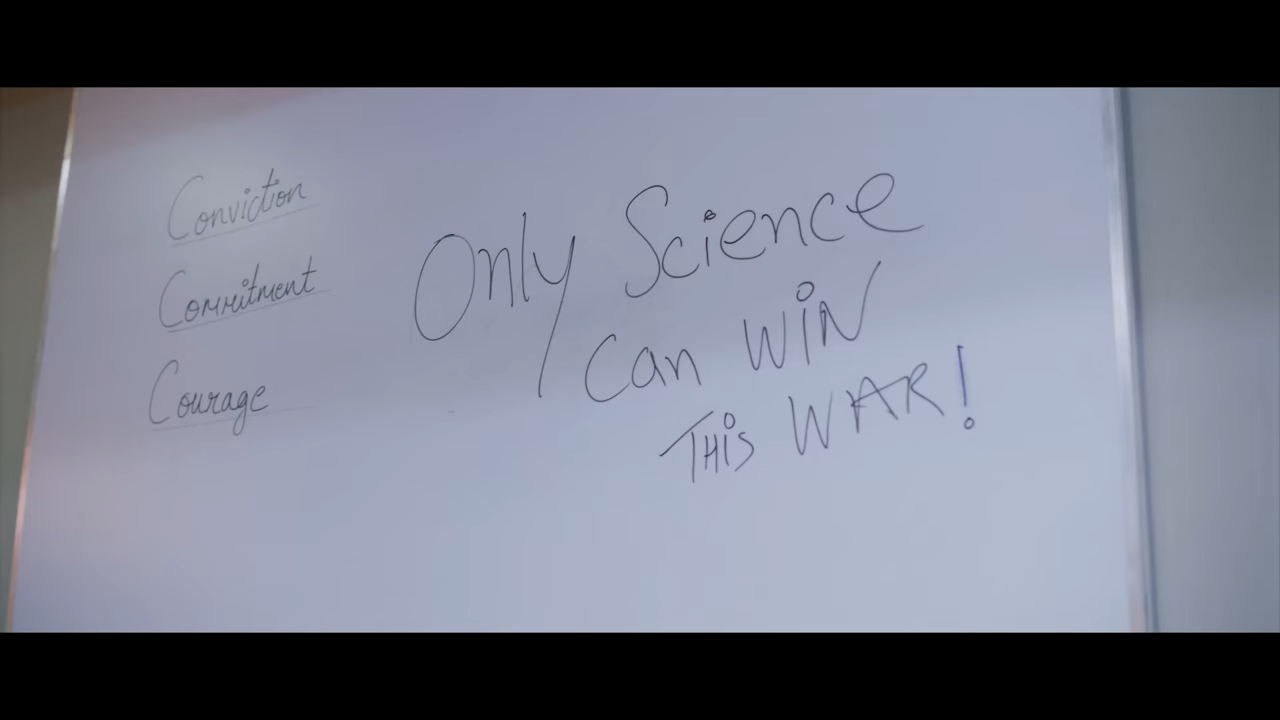 Conviction
Commitment
Courage
Only Science
Can WiN
THiS WAR!